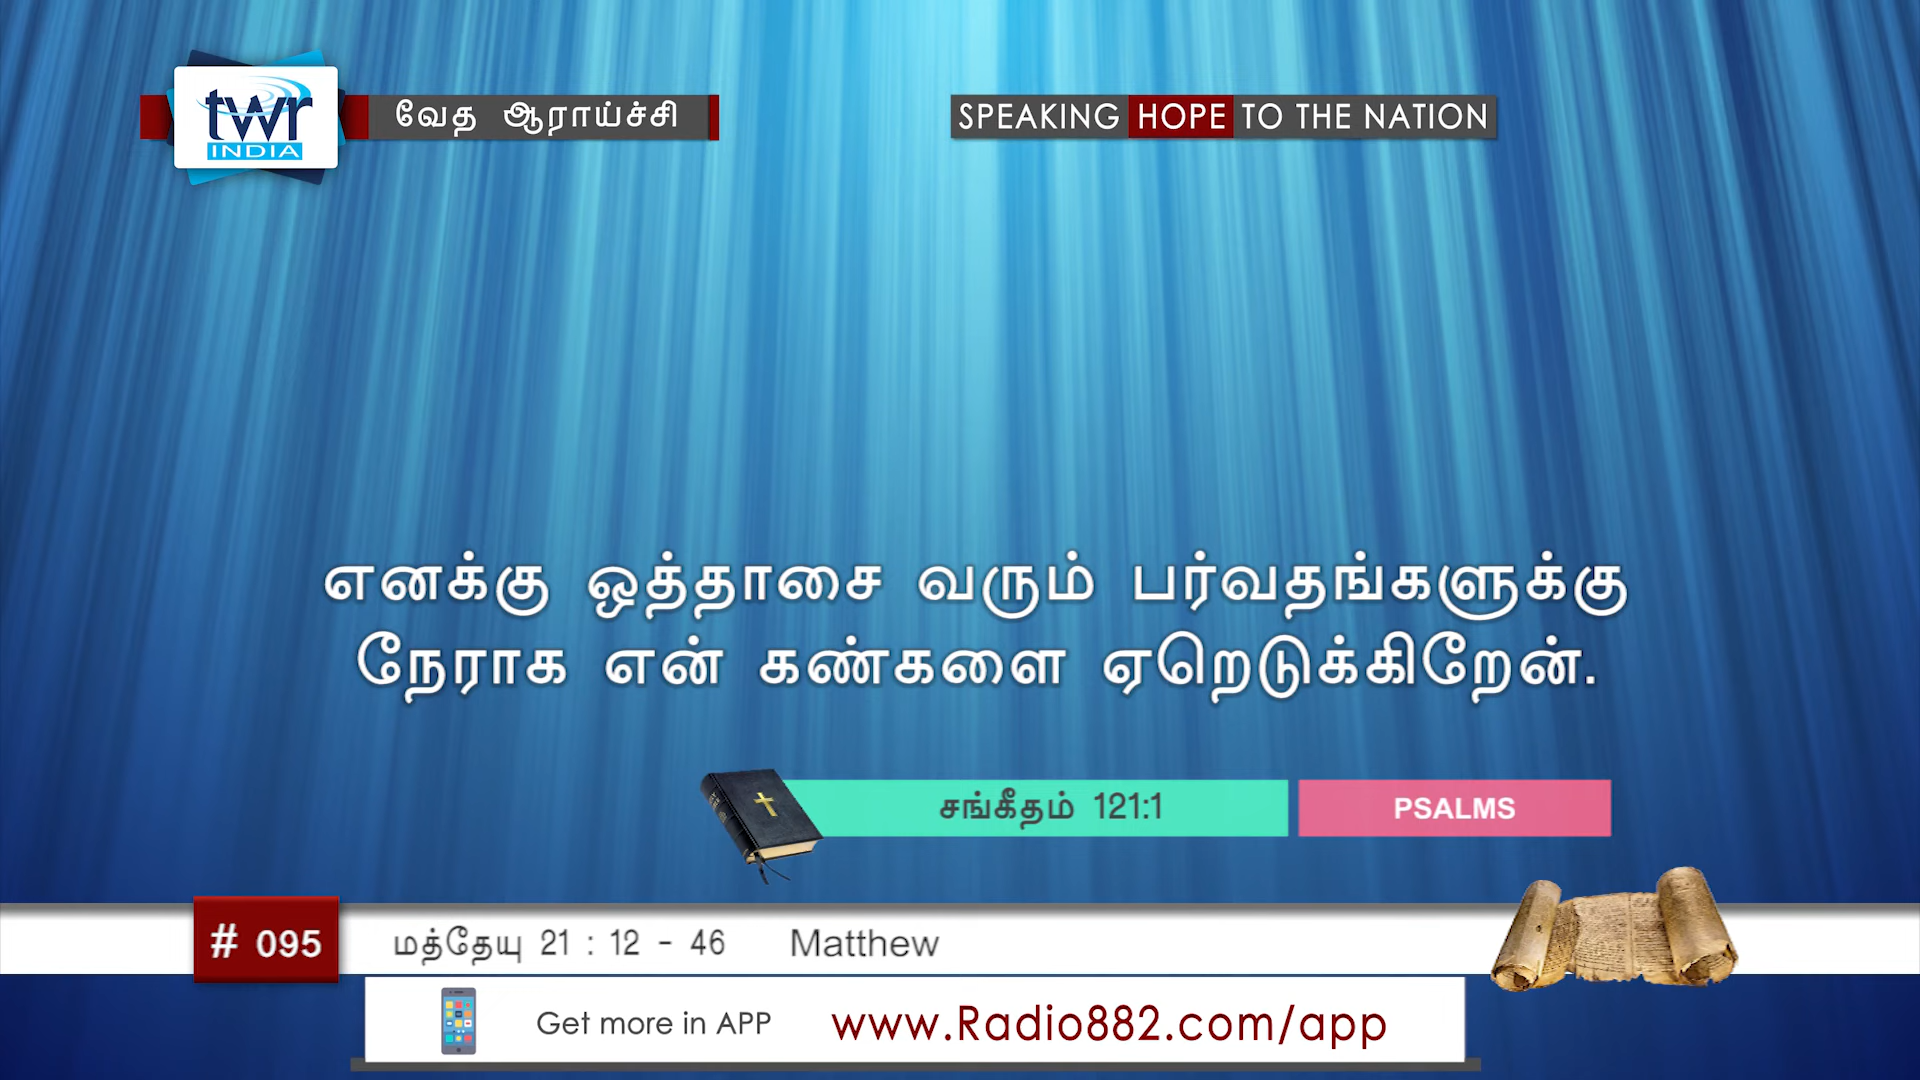 twr
INDIA
வேத ஆராய்ச்சி
SPEAKING HOPE TO THE NATION
எனக்கு ஒத்தாசை வரும் பர்வதங்களுக்கு
நேராக என் கண்களை ஏறெடுக்கிறேன்.
சங்கீதம் 121:1
PSALMS
# 095
மத்தேயு 21 : 12 - 46 Matthew
Get more in APP www.Radio882.com/app